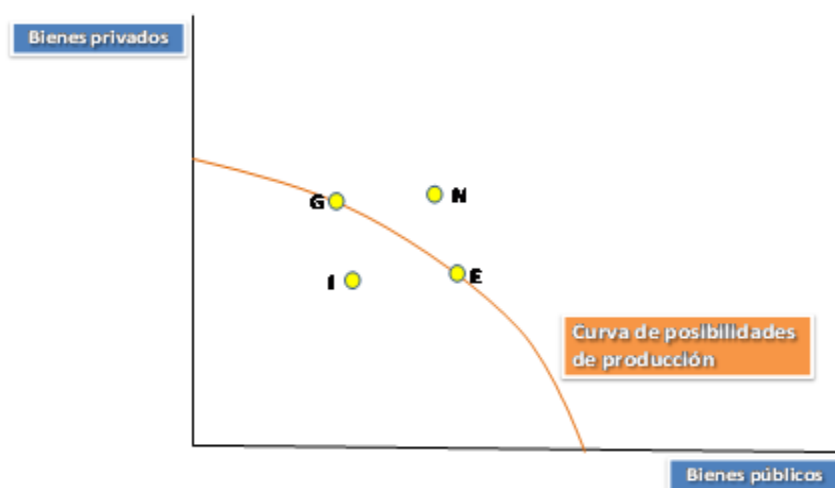 Bienes privados
G
N
I
E
Curva de posibilidades
de producción
Bienes públicos